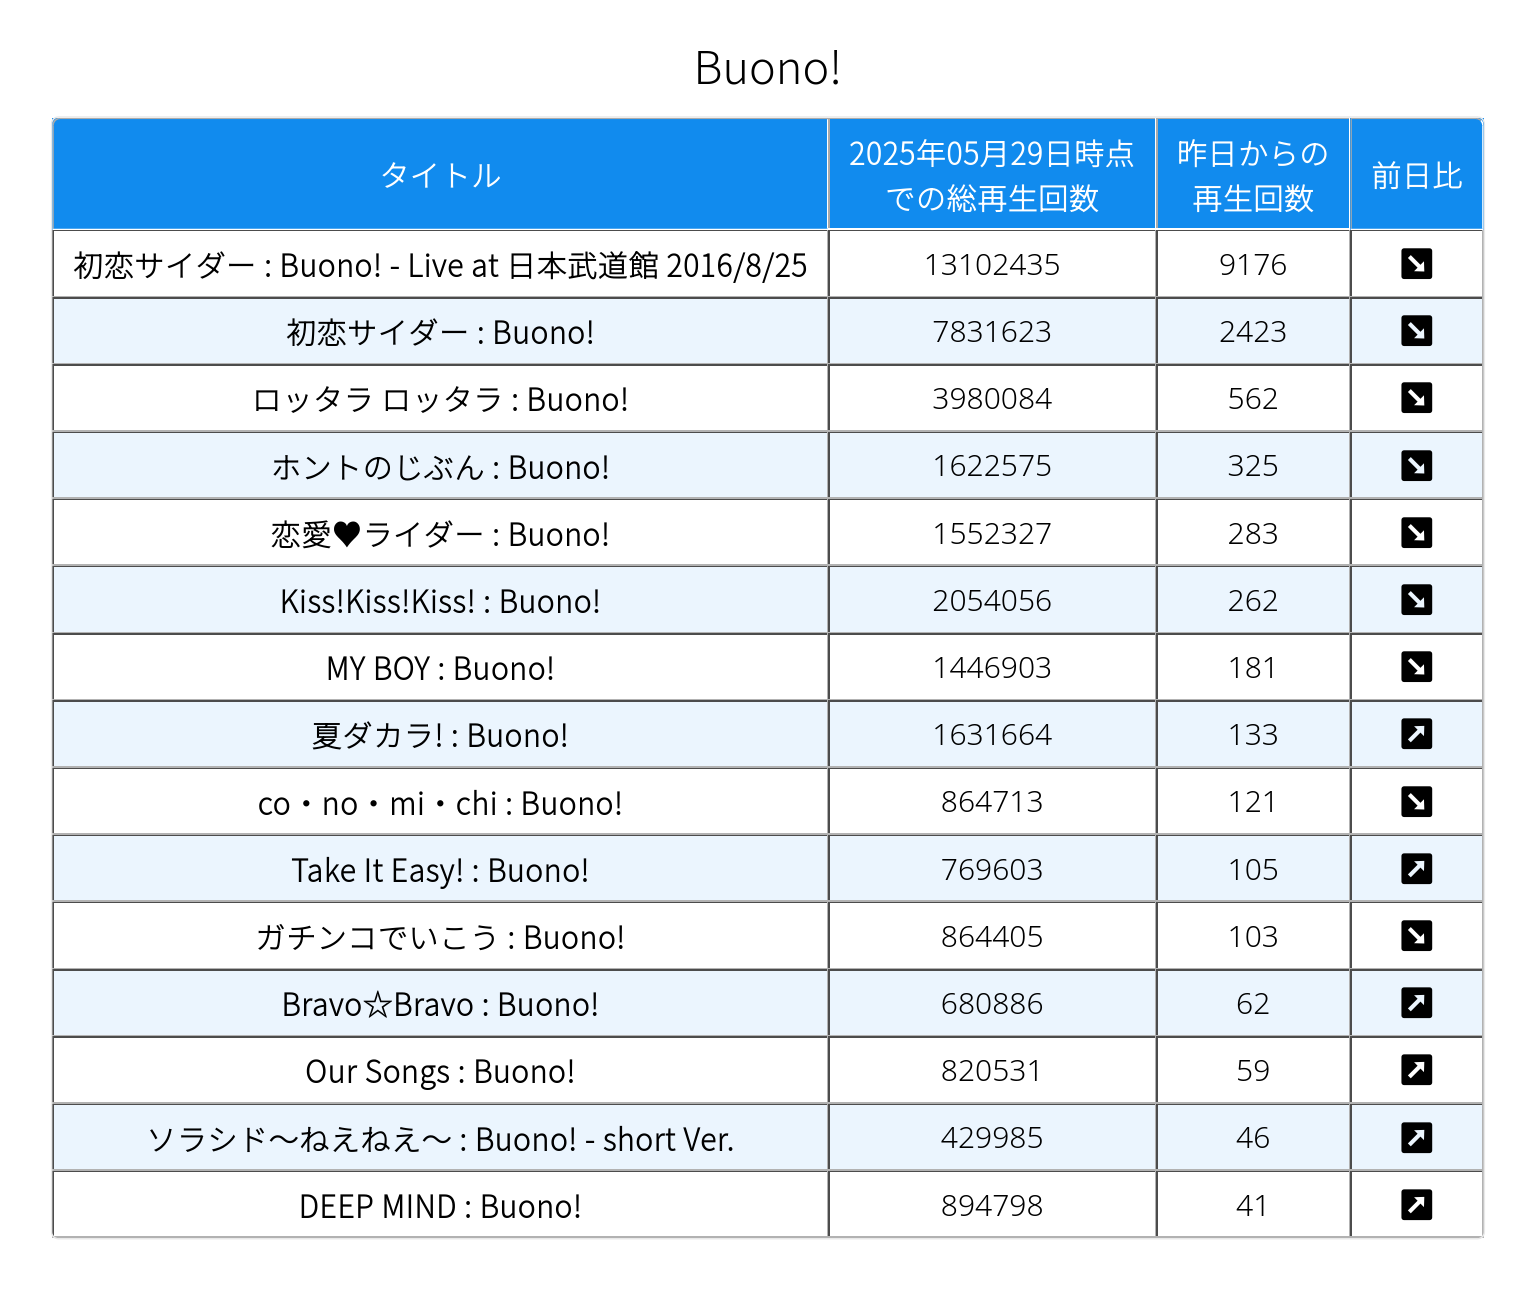 Buono!
タイトル 2025年05月29日時点 昨日からの 前日比
での総再生回数 再生回数
初恋サイダー : Buono! - Live at 日本武道館 2016/8/25 13102435 9176 ↘
初恋サイダー : Buono! 7831623 2423 ↘
ロッタラ ロッタラ : Buono! 3980084 562 ↘
ホントのじぶん : Buono! 1622575 325 ↘
恋愛♥ライダー : Buono! 1552327 283 ↘
Kiss!Kiss!Kiss! : Buono! 2054056 262 ↘
MY BOY : Buono! 1446903 181 ↘
夏ダカラ! : Buono! 1631664 133 ↗
co・no・mi・chi : Buono! 864713 121 ↘
Take It Easy! : Buono! 769603 105 ↗
ガチンコでいこう : Buono! 864405 103 ↘
Bravo☆Bravo : Buono! 680886 62 ↗
Our Songs : Buono! 820531 59 ↗
ソラシド〜ねえねえ〜 : Buono! - short Ver. 429985 46 ↗
DEEP MIND : Buono! 894798 41 ↗